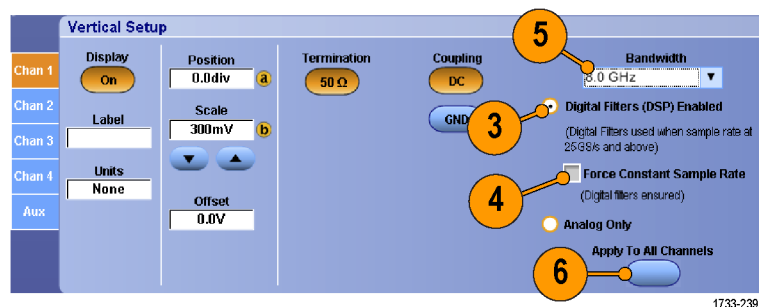 Vertical Setup
Chan 1
Chan 2
Chan 3
Chan 4
Aux
Display
On
Label
Units
None
Position
0.0div
a
Scale
300mV
b
Offset
0.0V
Termination
50 Ω
Coupling
DC
GND
5
Bandwidth
8.0 GHz
3
Digital Filters (DSP) Enabled
(Digital Filters used when sample rate at
25GS/s and above)
4
Force Constant Sample Rate
(Digital filters ensured)
Analog Only
Apply To All Channels
6
1733-239